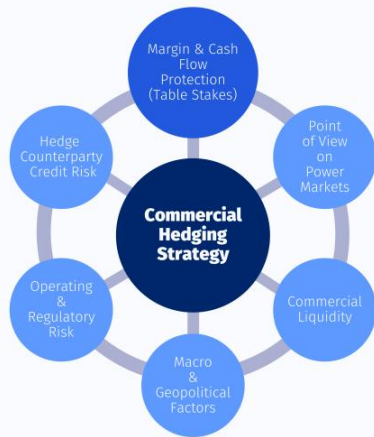 Margin & Cash
Flow
Protection
(Table Stakes)
Hedge
Counterparty
Credit Risk
Point
of View
on
Power
Markets
Commercial
Hedging
Strategy
Operating
&
Regulatory
Risk
Commercial
Liquidity
Macro
&
Geopolitical
Factors